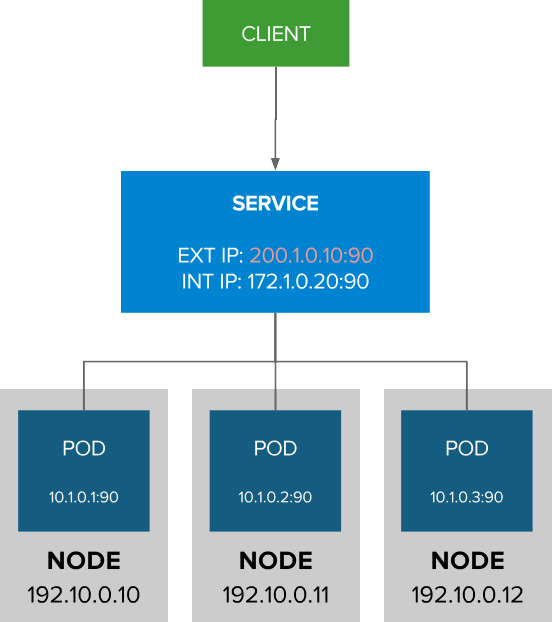 CLIENT
SERVICE
EXT IP: 200.1.0.10:90
INT IP: 172.1.0.20:90
POD
10.1.0.1:90
NODE
192.10.0.10
POD
10.1.0.2:90
NODE
192.10.0.11
POD
10.1.0.3:90
NODE
192.10.0.12